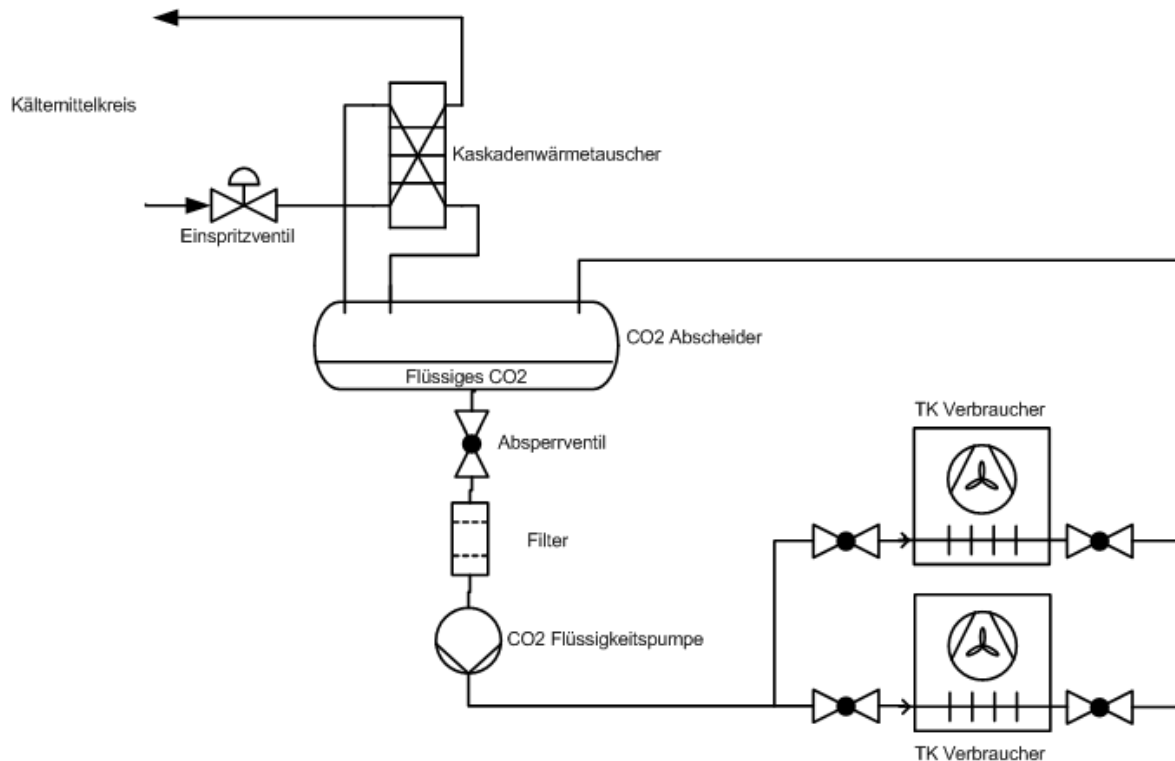 Kältemittelkreis
Kaskadenwärmetauscher
Einspritzventil
CO2 Abscheider
Flüssiges CO2
Absperrventil
TK Verbraucher
Filter
CO2 Flüssigkeitspumpe
TK Verbraucher